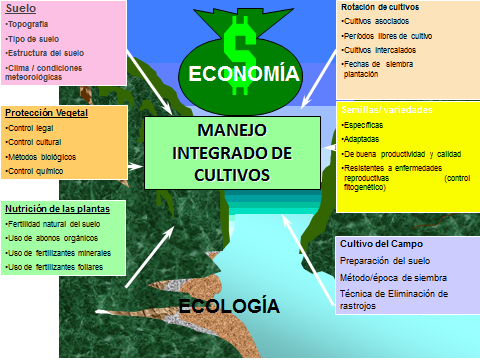 Suelo
•Topografía
•Tipo de suelo
•Estructura del suelo
•Clima / condiciones
meteorológicas
Protección Vegetal
•Control legal
•Control cultural
•Métodos biológicos
•Control químico
Nutrición de las plantas
•Fertilidad natural del suelo
•Uso de abonos orgánicos
•Uso de fertilizantes minerales
•Uso de fertilizantes foliares
$
ECONOMÍA
MANEJO
INTEGRADO DE
CULTIVOS
ECOLOGÍA
Rotación de cultivos
•Cultivos asociados
•Períodos libres de cultivo
•Cultivos intercalados
•Fechas de siembra
plantación
Semillas/ variedades
•Específicas
•Adaptadas
•De buena productividad y calidad
•Resistentes a enfermedades
reproductivas (control
fitogenético)
Cultivo del Campo
Preparación del suelo
Método/época de siembra
Técnica de Eliminación de
rastrojos